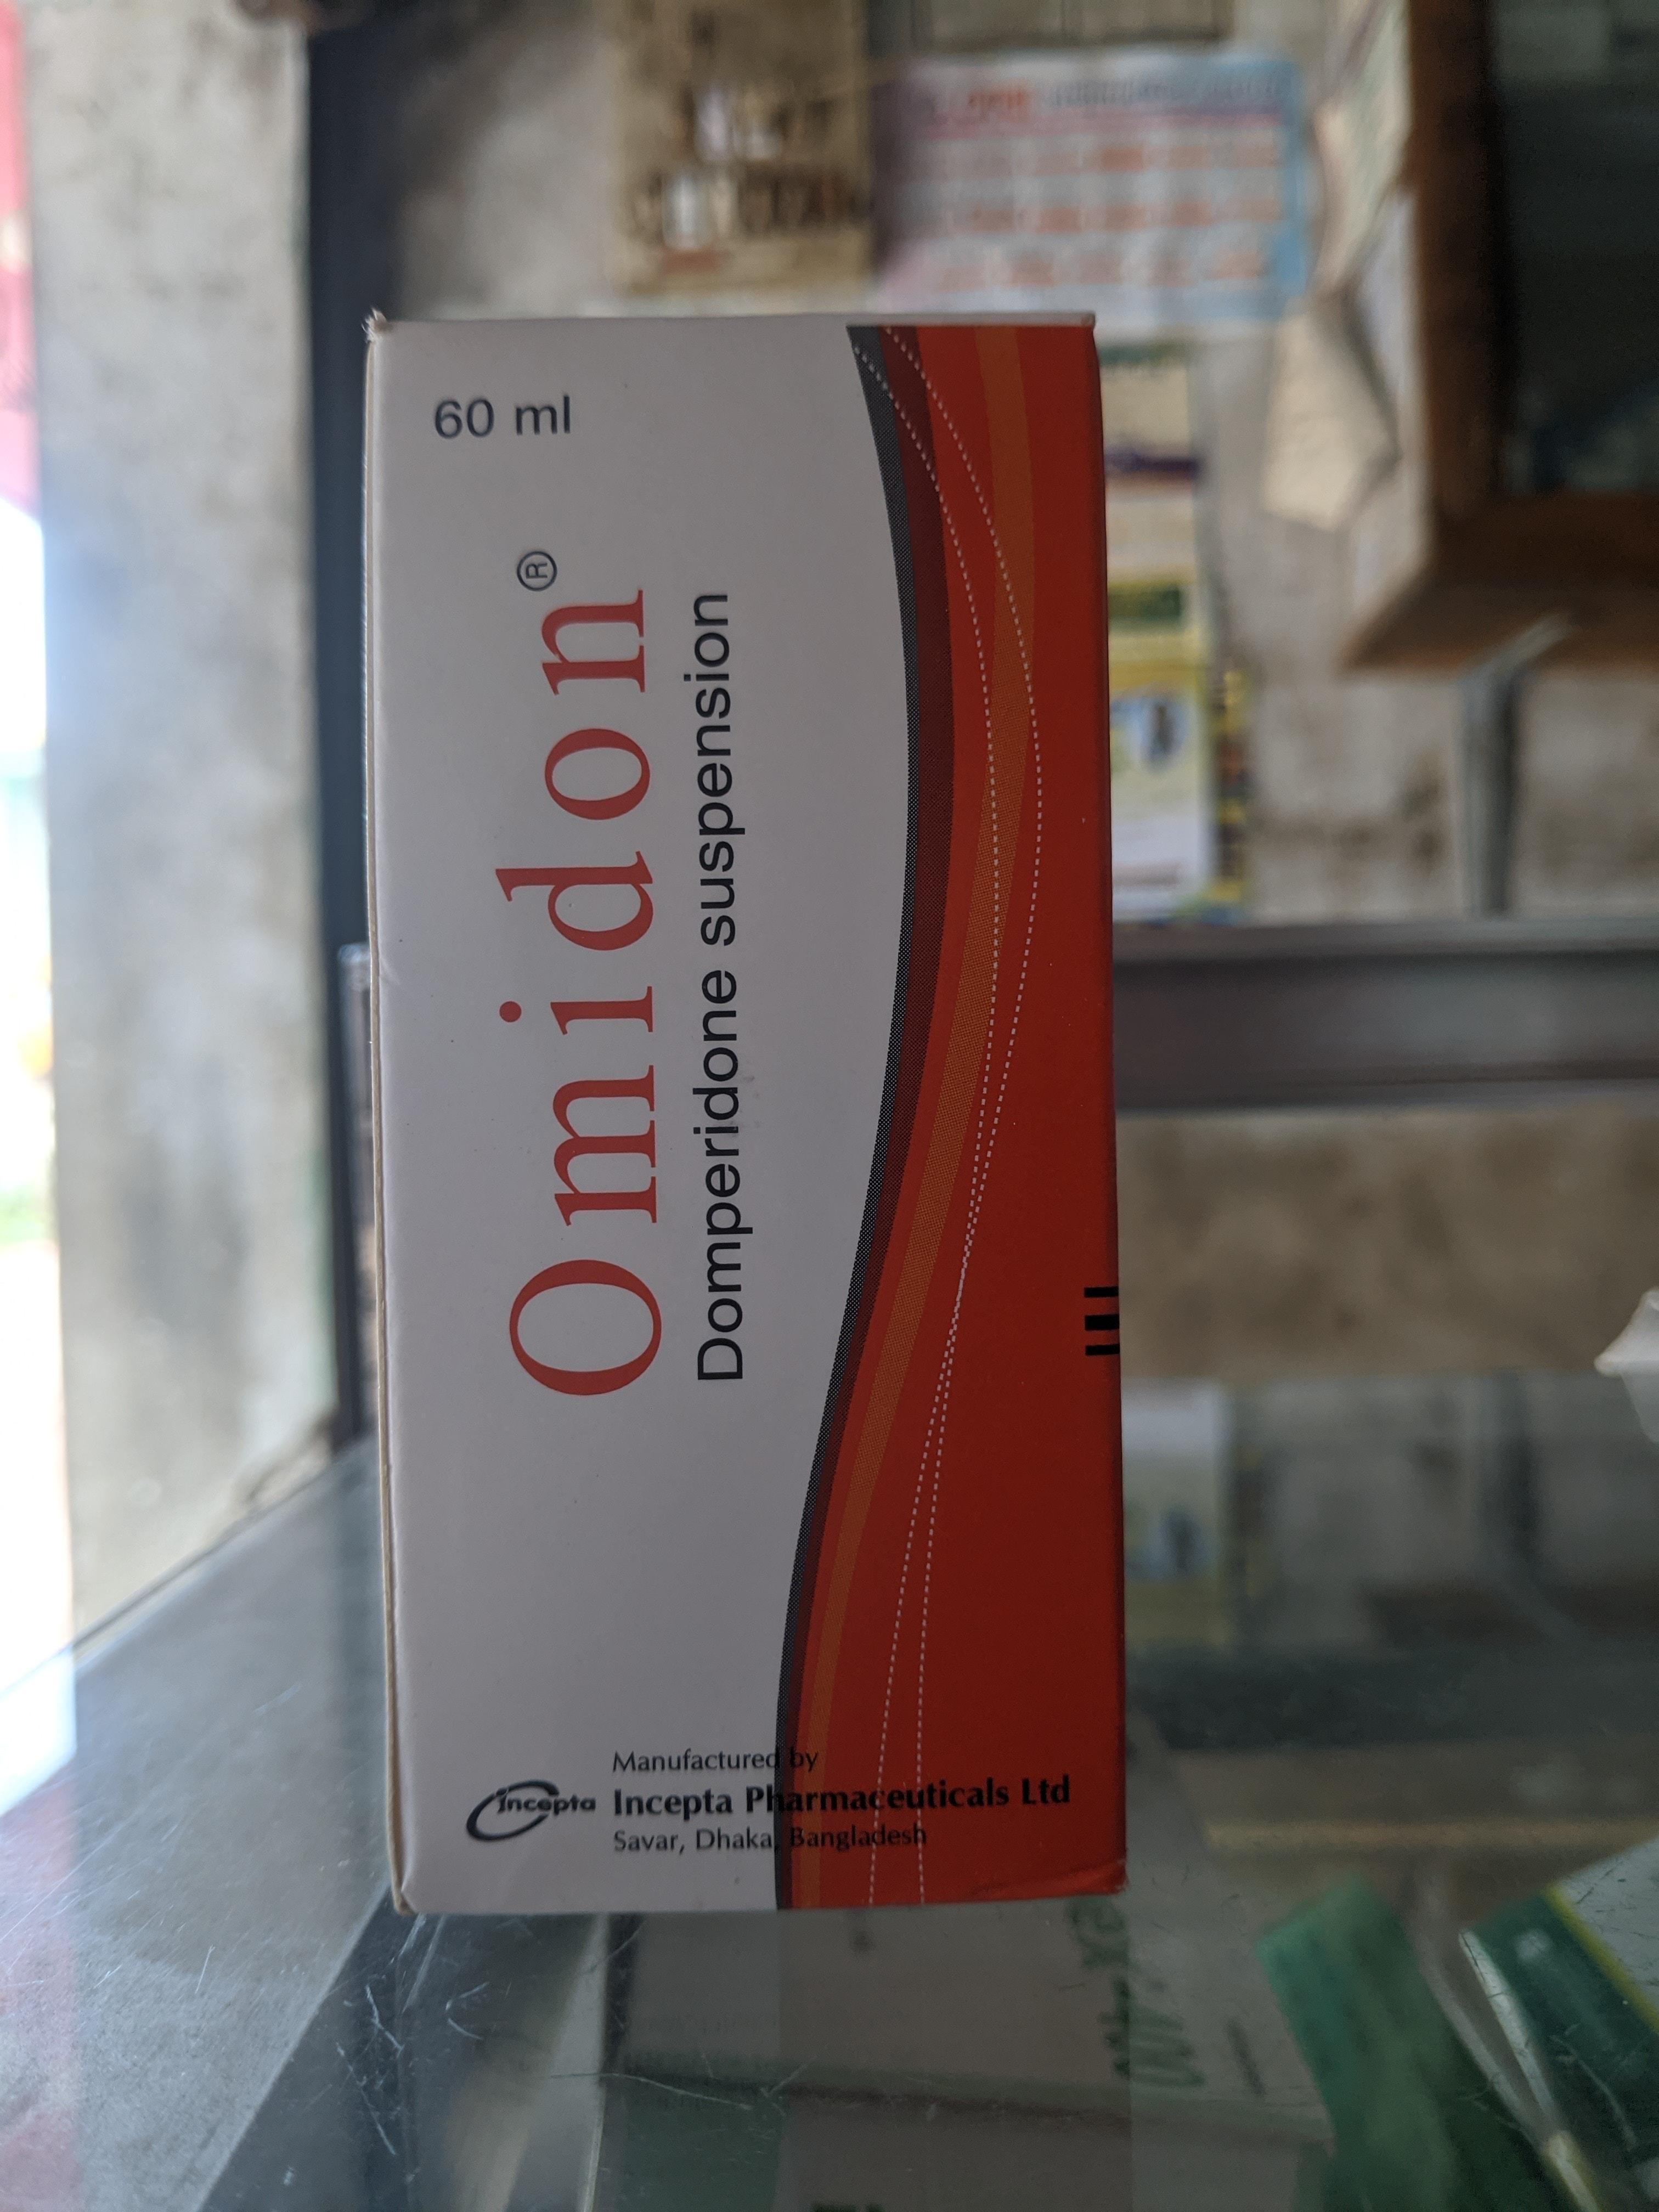 Omidon®
Domperidone suspension
60 ml
Incepta
Manufactured by
Incepta Pharmaceuticals Ltd
Savar, Dhaka, Bangladesh